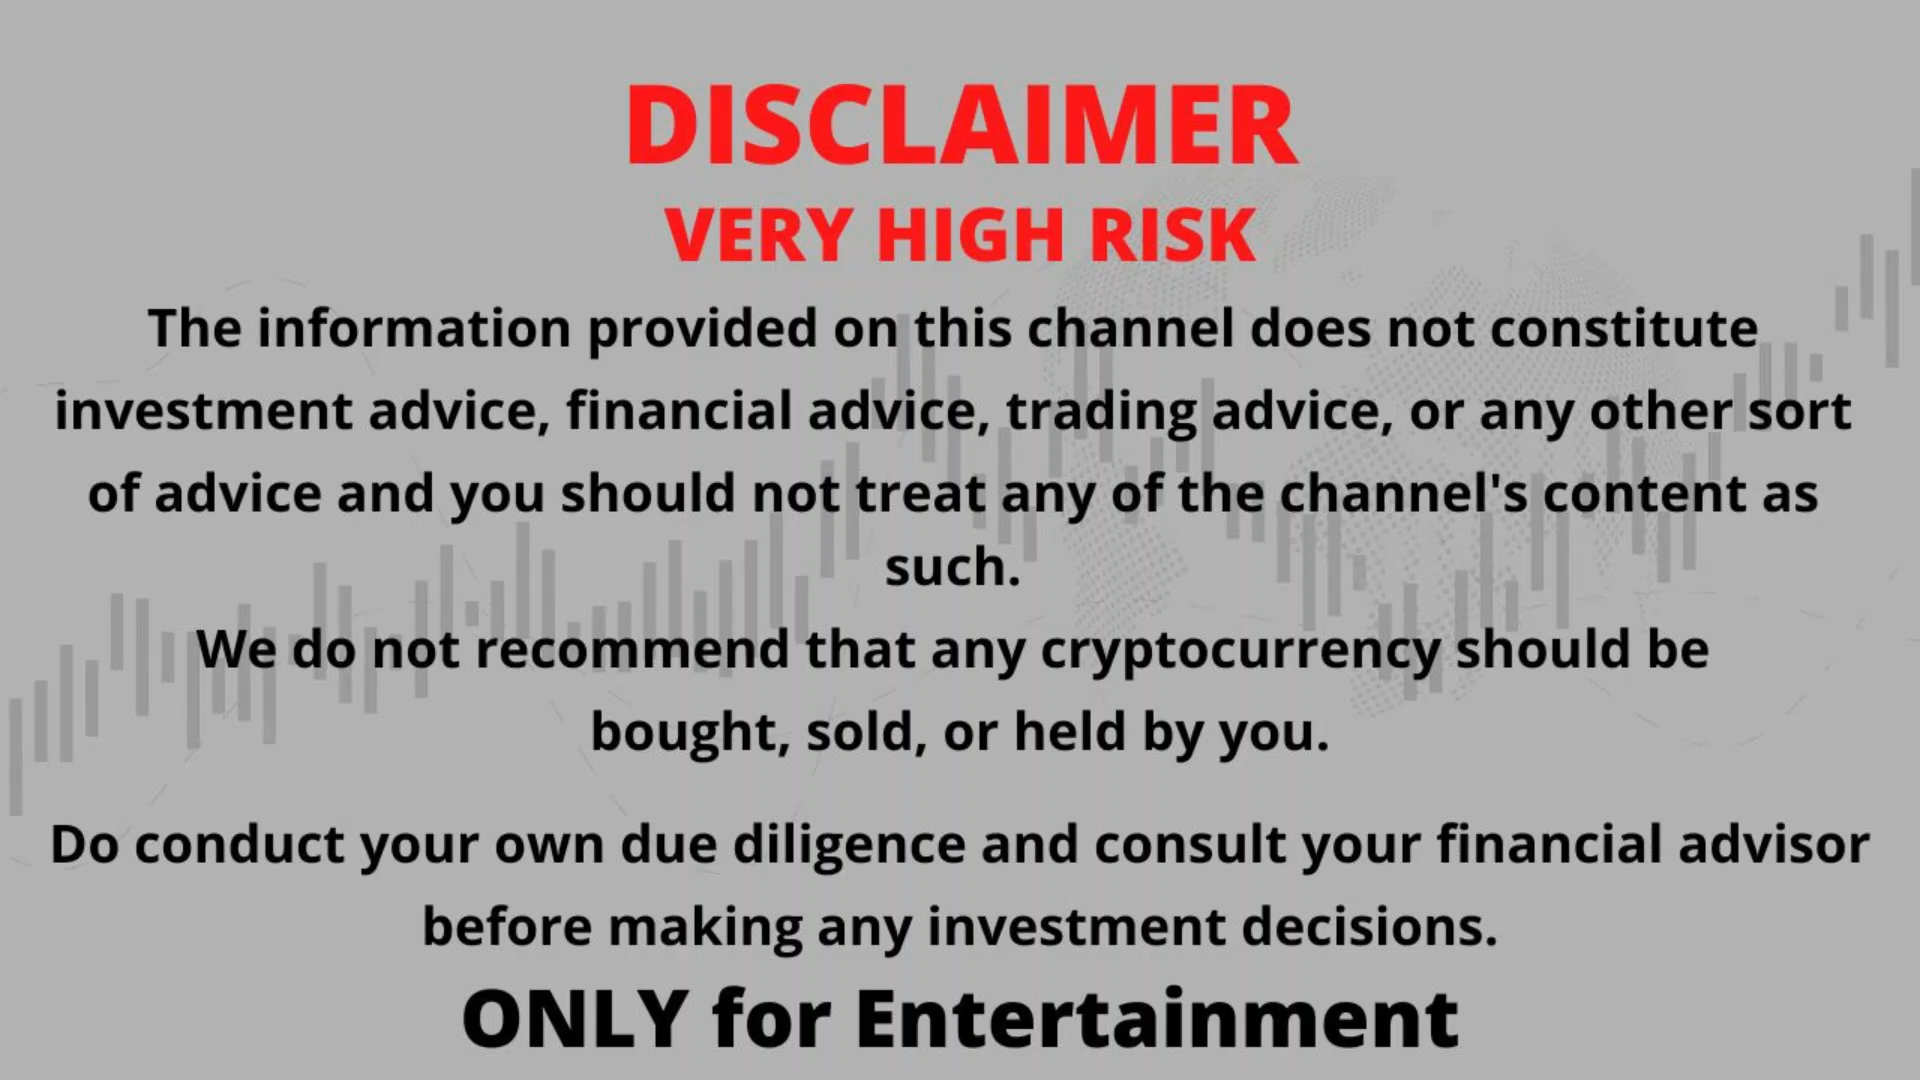 DISCLAIMER
VERY HIGH RISK
The information provided on this channel does not constitute
investment advice, financial advice, trading advice, or any other sort
of advice and you should not treat any of the channel's content as
such.
We do not recommend that any cryptocurrency should be
bought, sold, or held by you.
Do conduct your own due diligence and consult your financial advisor
before making any investment decisions.
ONLY for Entertainment